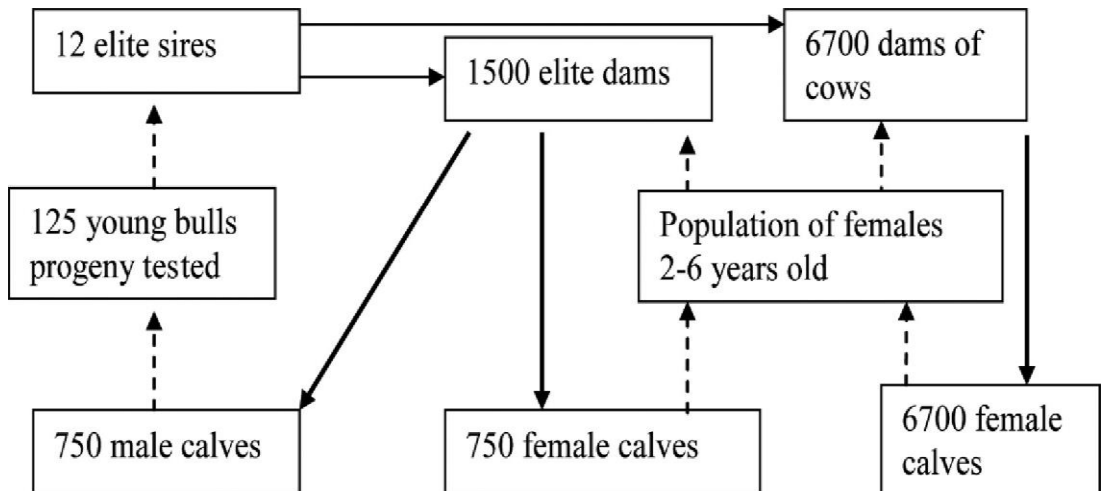 12 elite sires
1500 elite dams
6700 dams of
cows
125 young bulls
progeny tested
Population of females
2-6 years old
750 male calves
750 female calves
6700 female
calves